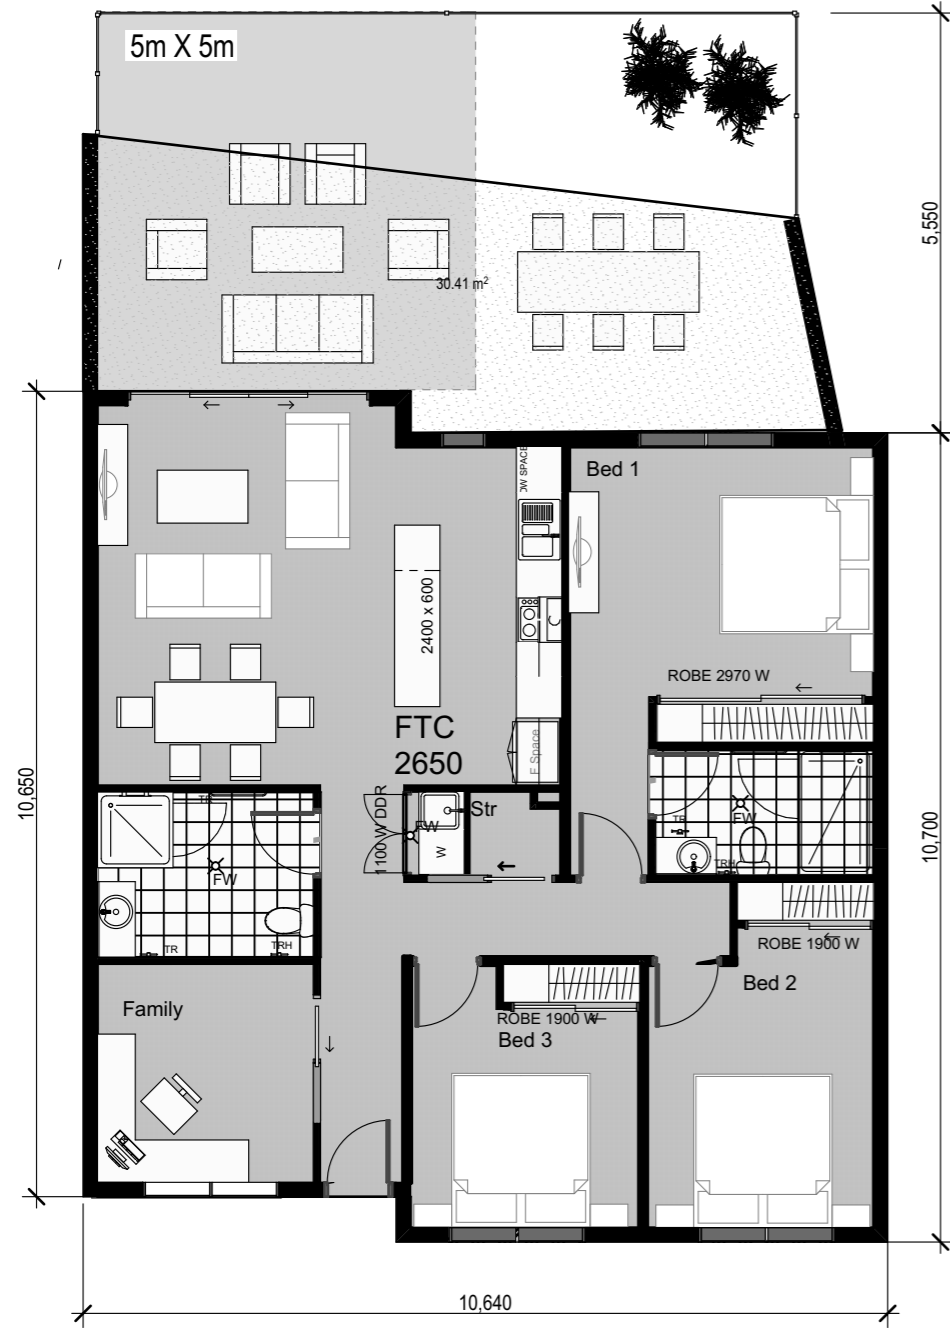 5m X 5m
5,550
30.41 m²
Bed 1
DW SPACE
2400 x 600
C
ROBE 2970 W
FTC
2650
F Space
10,650
TR
1100 W DDR
FW
W
Str
FW
TR
TRH
FW
TR
TRH
10,700
ROBE 1900 W
Bed 2
Family
ROBE 1900 W
Bed 3
10,640